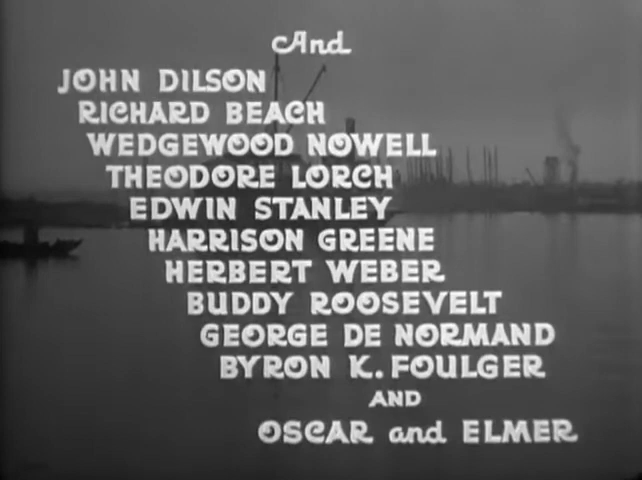 And
JOHN DILSON
RICHARD BEACH
WEDGEWOOD NOWELL
THEODORE LORCH
EDWIN STANLEY
HARRISON GREENE
HERBERT WEBER
BUDDY ROOSEVELT
GEORGE DE NORMAND
BYRON K. FOULGER
AND
OSCAR and ELMER